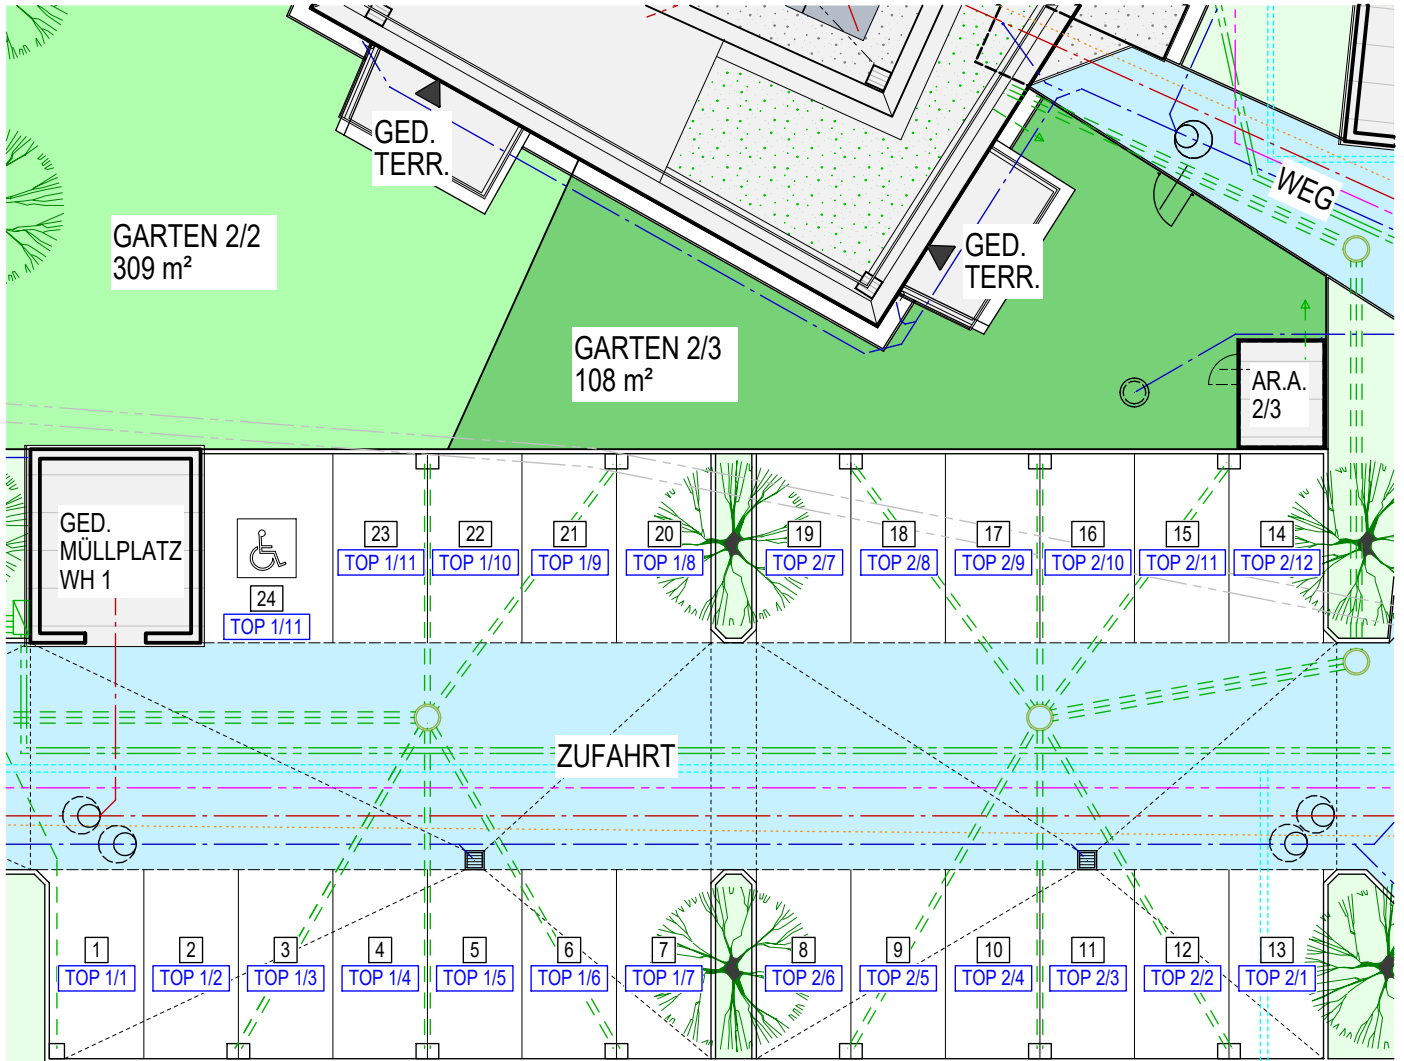 GED.
TERR.
GARTEN 2/2
309 m²
WEG
GED.
TERR.
GARTEN 2/3
108 m²
AR.A.
2/3
GED.
MÜLLPLATZ
WH 1
24
TOP 1/11
23
TOP 1/11
22
TOP 1/10
21
TOP 1/9
20
TOP 1/8
19
TOP 2/7
18
TOP 2/8
17
TOP 2/9
16
TOP 2/10
15
TOP 2/11
14
TOP 2/12
ZUFAHRT
1
TOP 1/1
2
TOP 1/2
3
TOP 1/3
4
TOP 1/4
5
TOP 1/5
6
TOP 1/6
7
TOP 1/7
8
TOP 2/6
9
TOP 2/5
10
TOP 2/4
11
TOP 2/3
12
TOP 2/2
13
TOP 2/1